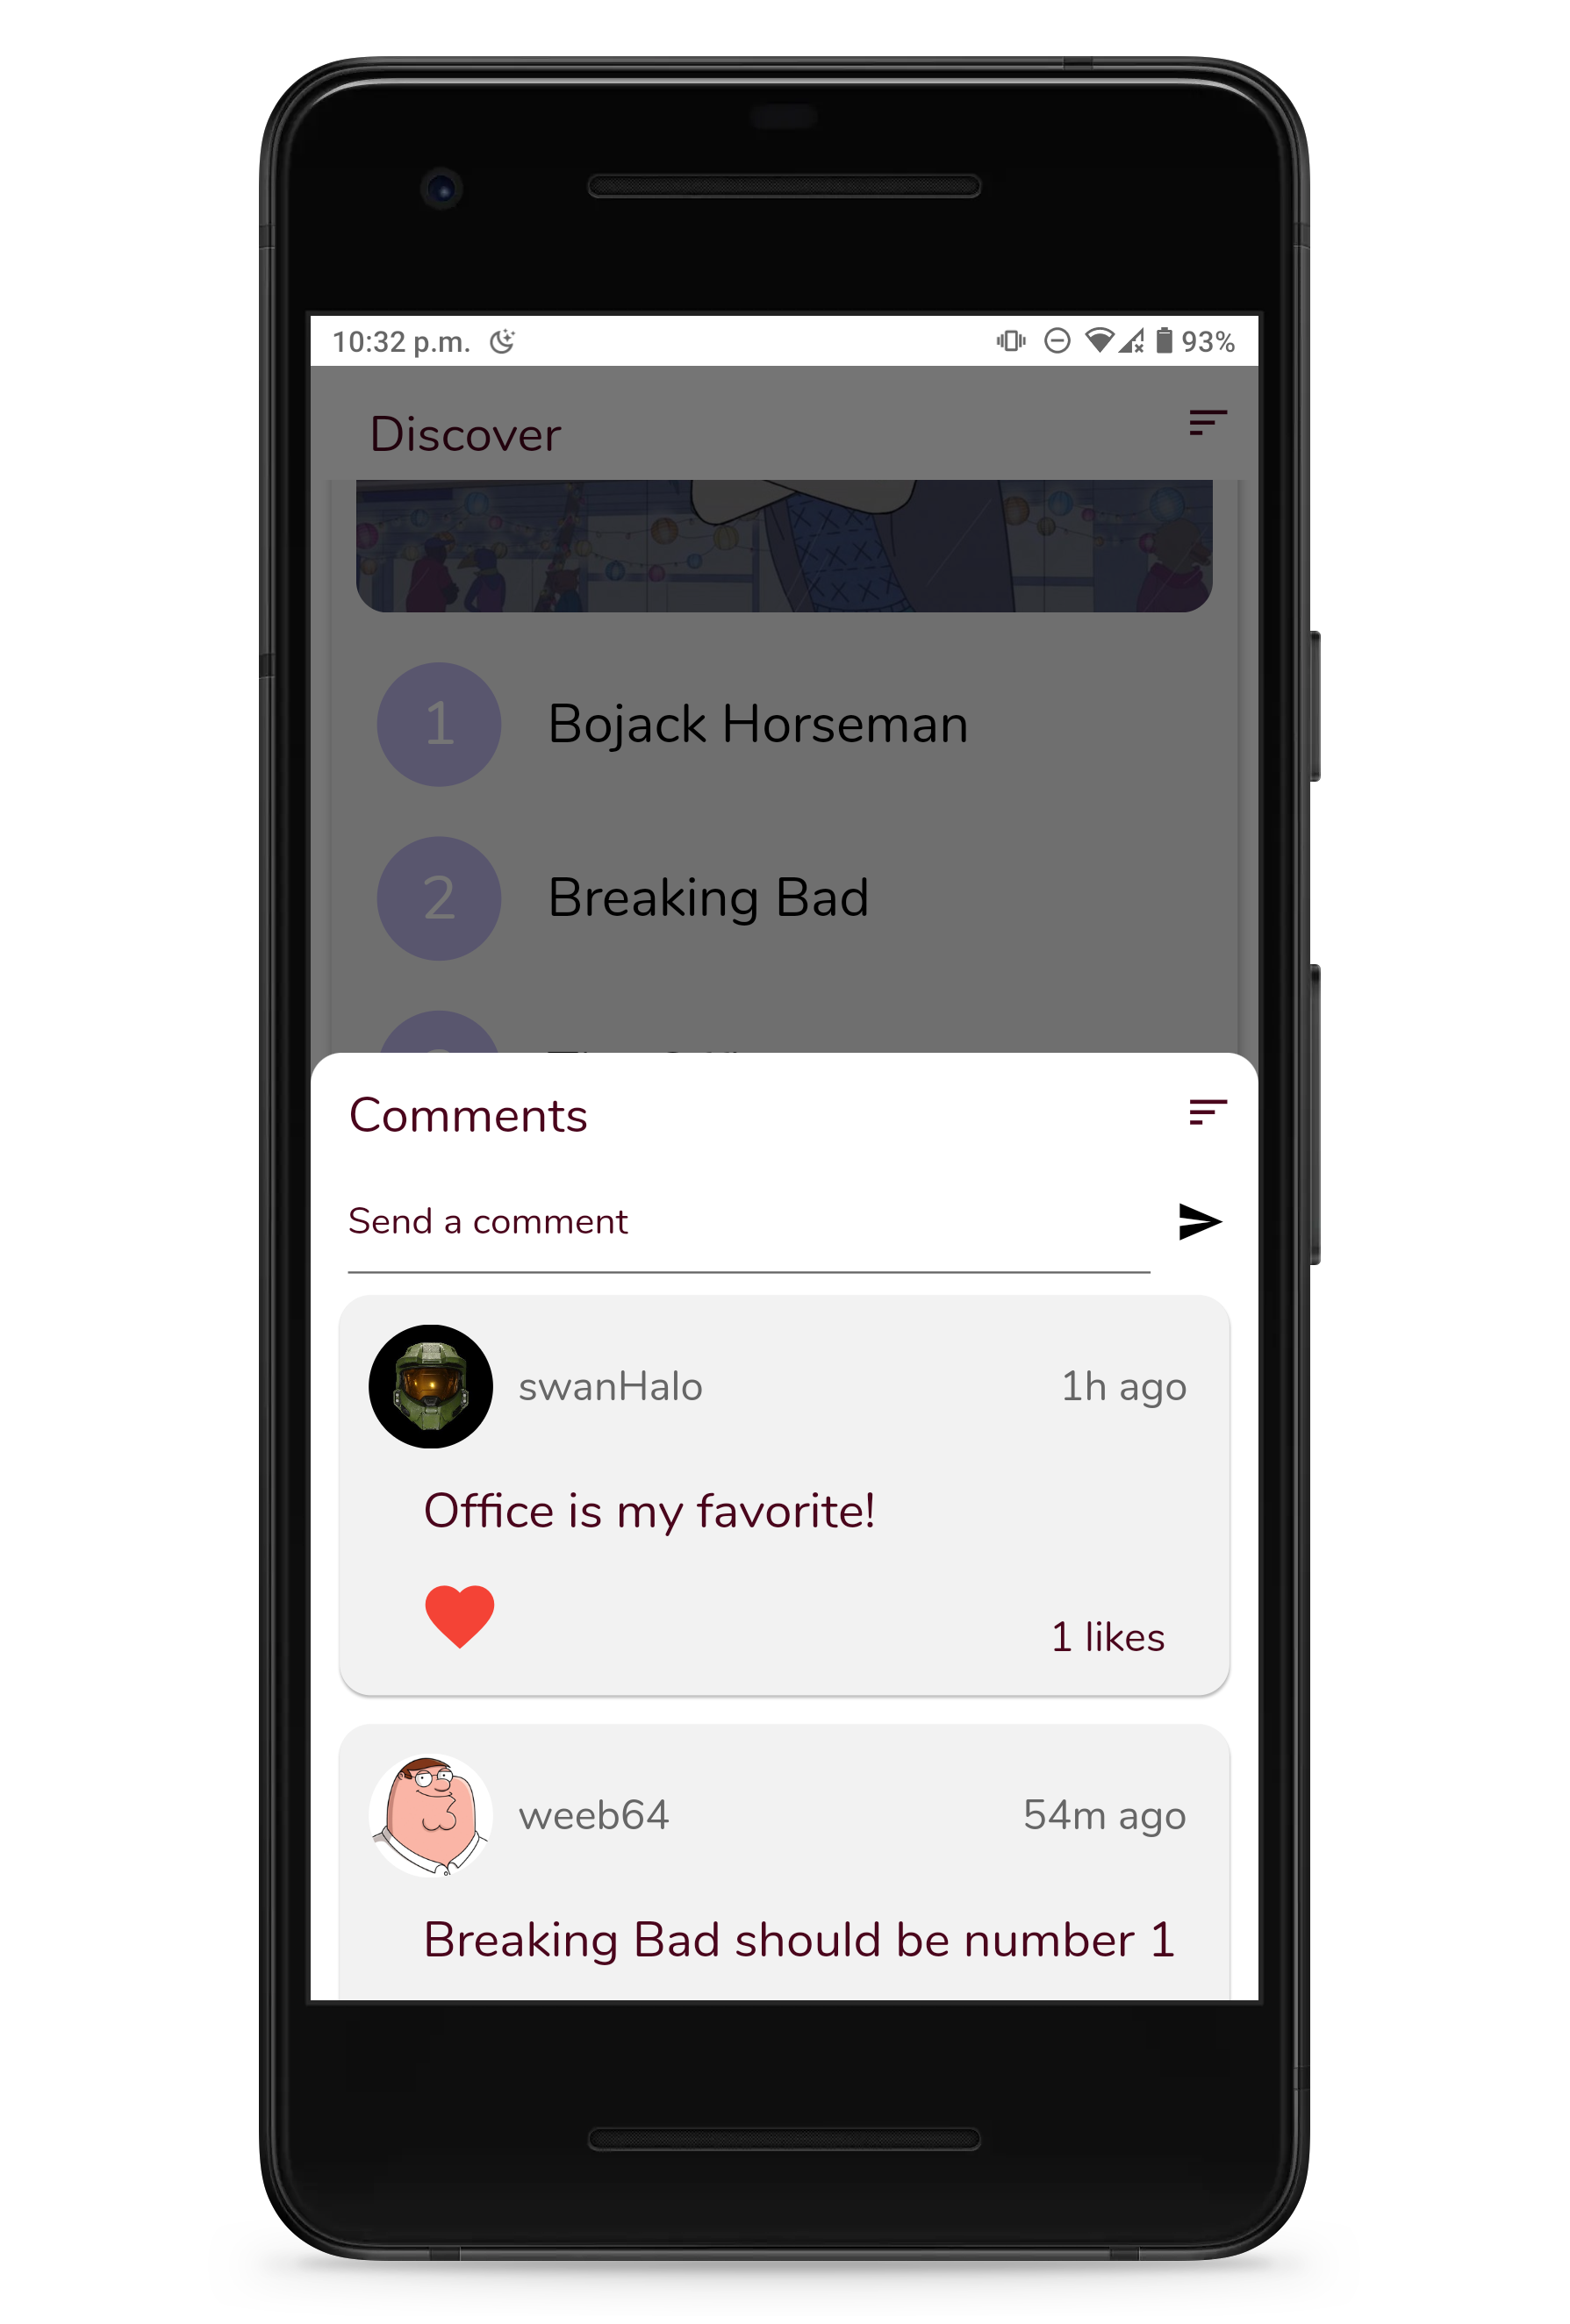 10:32 p.m. 93%
Discover
1 Bojack Horseman
2 Breaking Bad
Comments
Send a comment
swanHalo 1h ago
Office is my favorite!
1 likes
weeb64 54m ago
Breaking Bad should be number 1